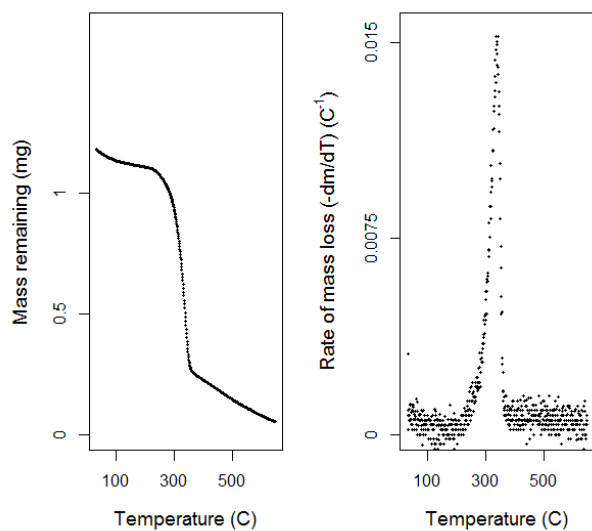 Mass remaining (mg)
1
0.5
0
100 300 500
Temperature (C)
Rate of mass loss (-dm/dT) (C⁻¹)
0.015
0.0075
0
100 300 500
Temperature (C)